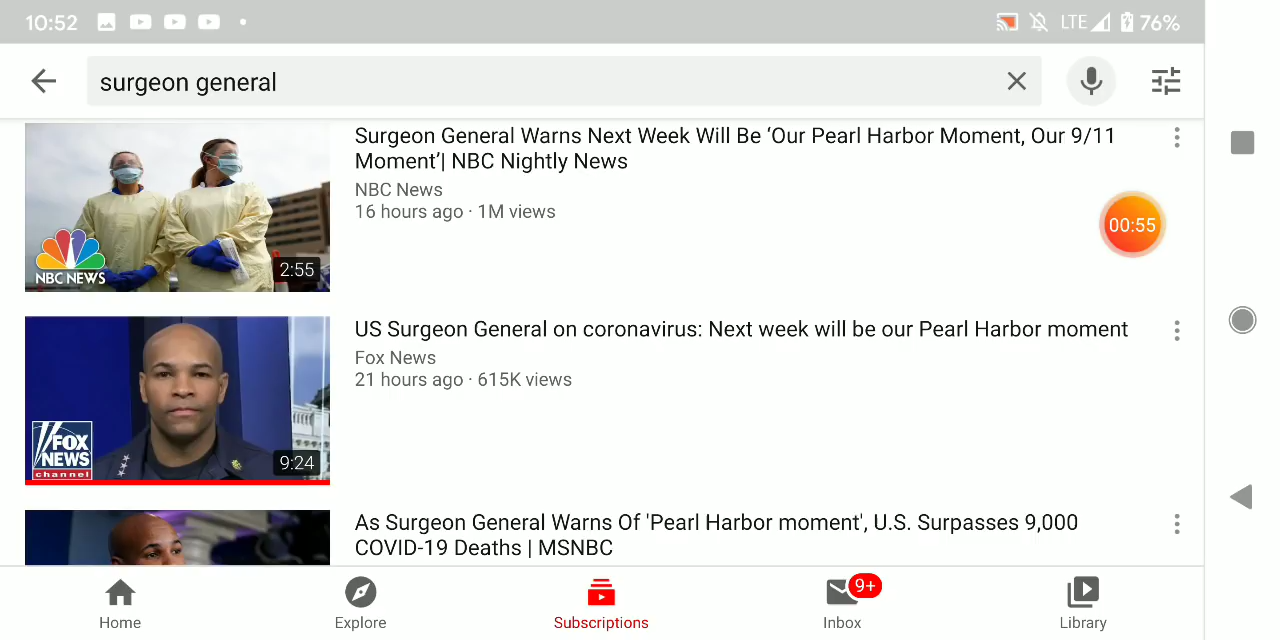 10:52
LTE
76%
surgeon general
Surgeon General Warns Next Week Will Be ‘Our Pearl Harbor Moment, Our 9/11
Moment’| NBC Nightly News
NBC News
16 hours ago · 1M views
00:55
NBC NEWS
2:55
US Surgeon General on coronavirus: Next week will be our Pearl Harbor moment
Fox News
21 hours ago · 615K views
FOX
NEWS
channel
9:24
As Surgeon General Warns Of 'Pearl Harbor moment', U.S. Surpasses 9,000
COVID-19 Deaths | MSNBC
9+
Home
Explore
Subscriptions
Inbox
Library